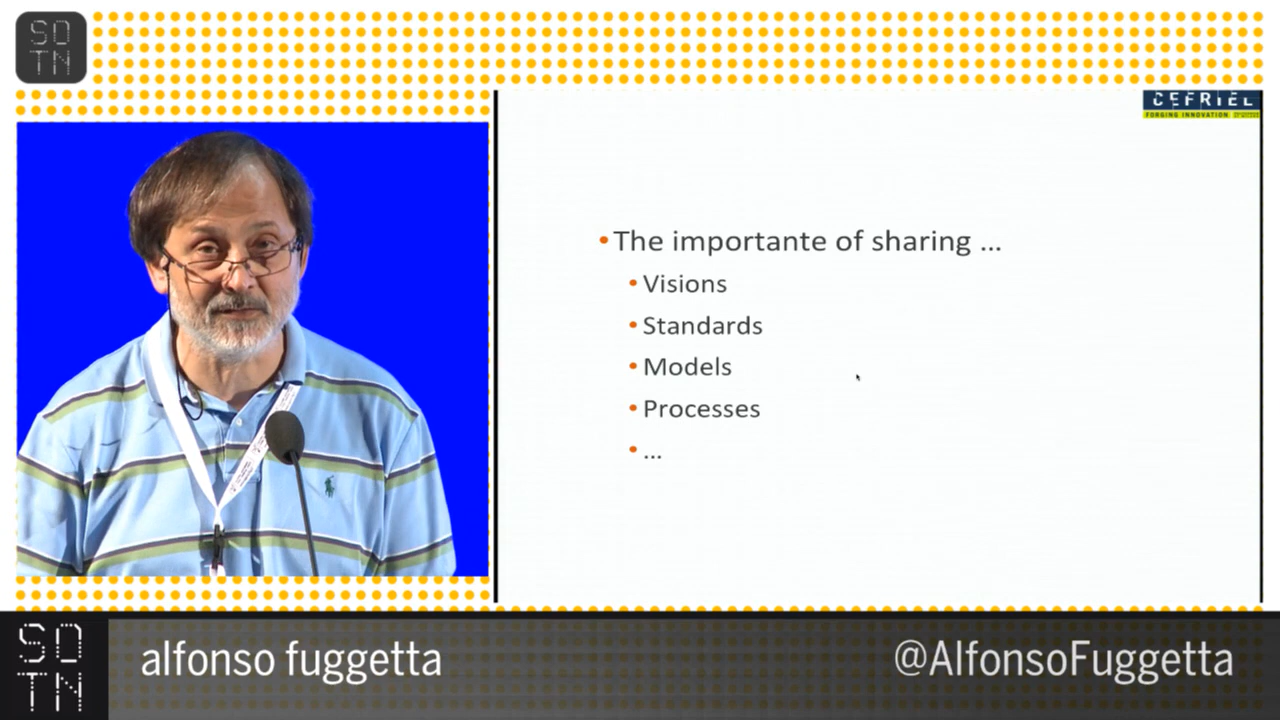 SO
TN
CEFRIEL
FORGING INNOVATION
• The importante of sharing ...
• Visions
• Standards
• Models
• Processes
• ...
SO
TN
alfonso fuggetta
@AlfonsoFuggetta